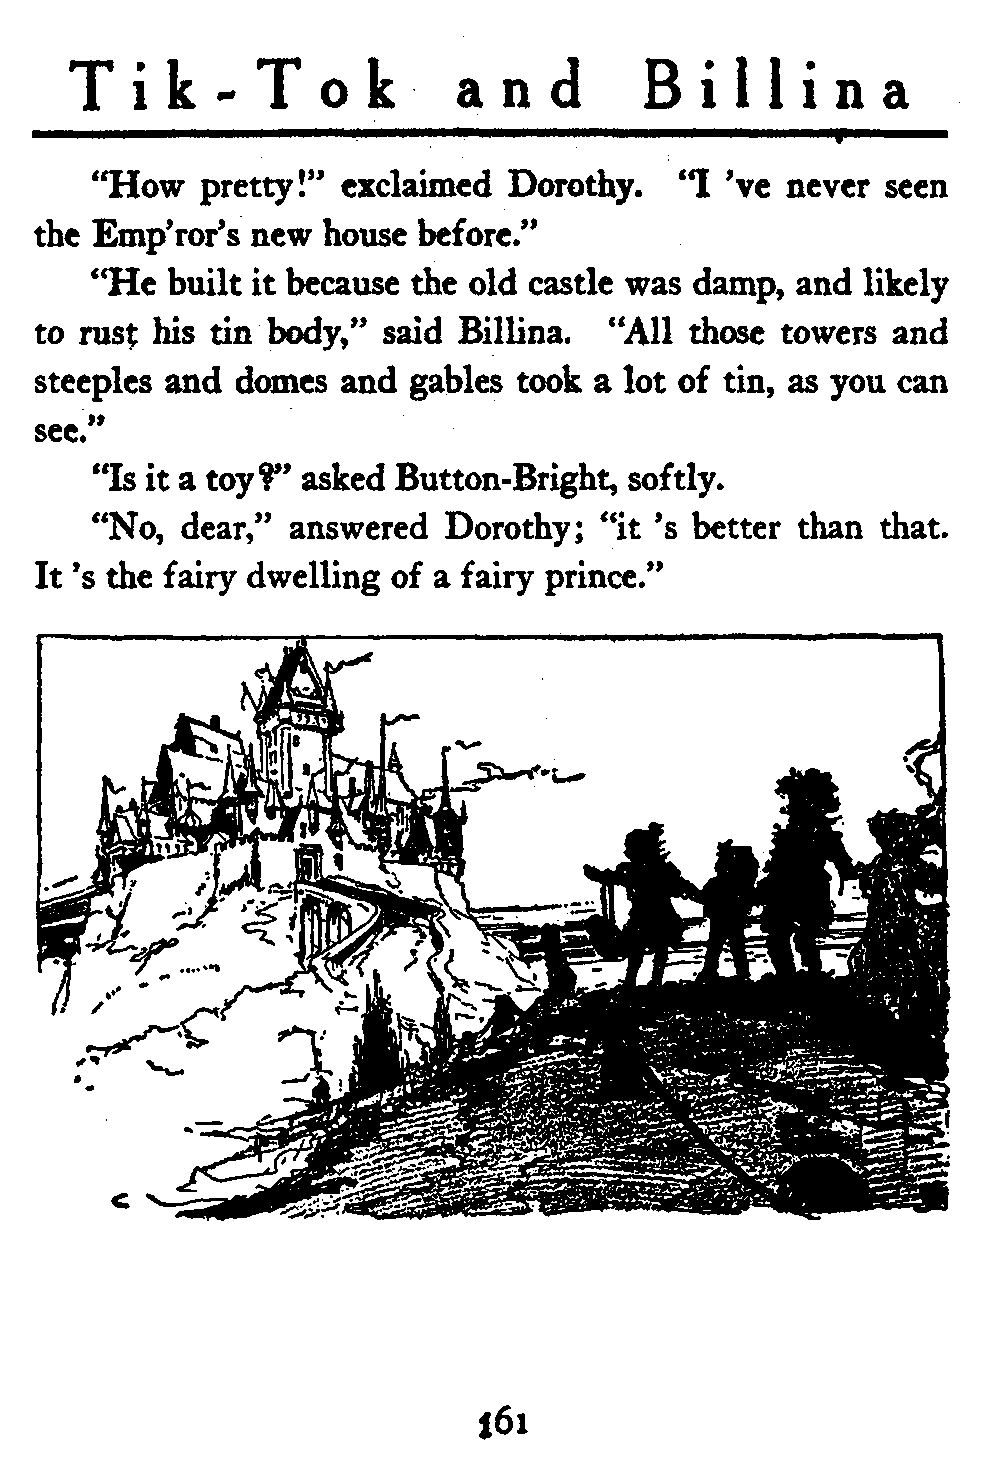 Tik-Tok and Billina
“How pretty!” exclaimed Dorothy. “I ’ve never seen
the Emp’ror’s new house before.”
“He built it because the old castle was damp, and likely
to rust his tin body,” said Billina. “All those towers and
steeples and domes and gables took a lot of tin, as you can
see.”
“Is it a toy?” asked Button-Bright, softly.
“No, dear,” answered Dorothy; “it ’s better than that.
It ’s the fairy dwelling of a fairy prince.”
161